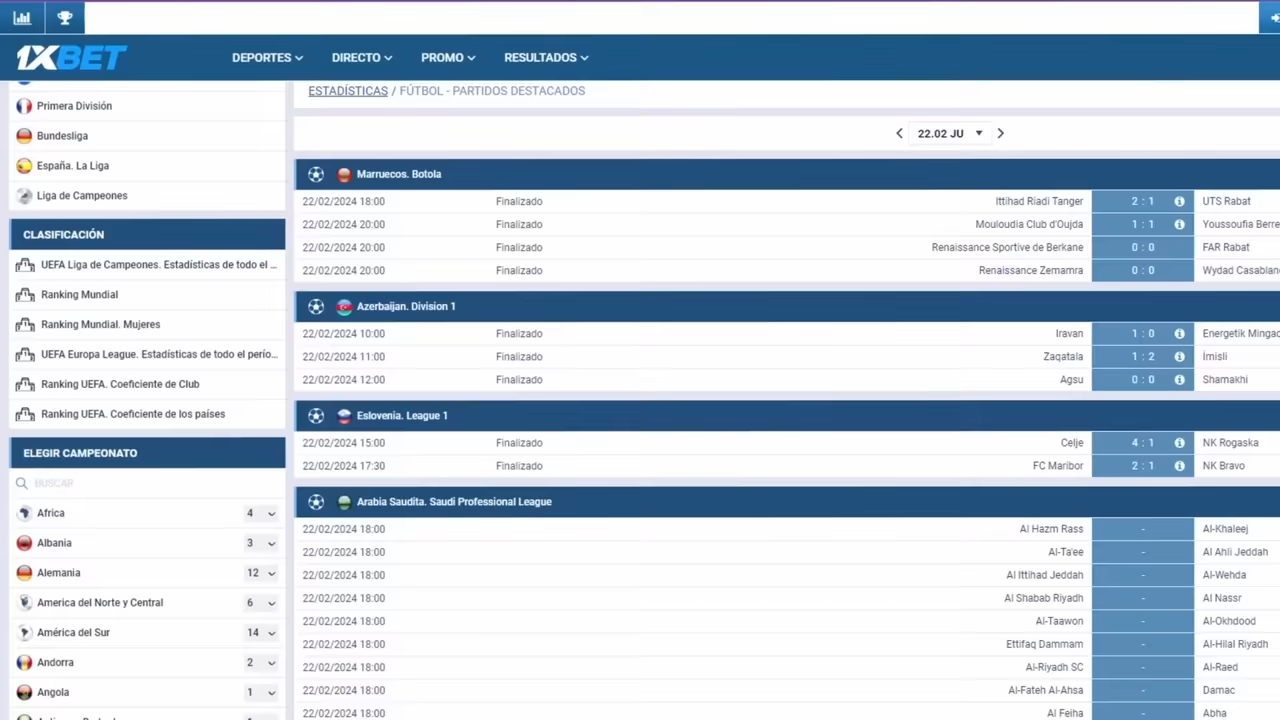 1XBET
DEPORTES DIRECTO PROMO RESULTADOS
Primera División
Bundesliga
España. La Liga
Liga de Campeones
CLASIFICACIÓN
UEFA Liga de Campeones. Estadísticas de todo el ...
Ranking Mundial
Ranking Mundial. Mujeres
UEFA Europa League. Estadísticas de todo el perío...
Ranking UEFA. Coeficiente de Club
Ranking UEFA. Coeficiente de los países
ELEGIR CAMPEONATO
BUSCAR
Africa 4
Albania 3
Alemania 12
America del Norte y Central 6
América del Sur 14
Andorra 2
Angola 1
ESTADÍSTICAS / FÚTBOL - PARTIDOS DESTACADOS
22.02 JU
Marruecos. Botola
22/02/2024 18:00 Finalizado Ittihad Riadi Tanger 2 : 1 UTS Rabat
22/02/2024 20:00 Finalizado Mouloudia Club d'Oujda 1 : 1 Youssoufia Berre
22/02/2024 20:00 Finalizado Renaissance Sportive de Berkane 0 : 0 FAR Rabat
22/02/2024 20:00 Finalizado Renaissance Zemamra 0 : 0 Wydad Casablan
Azerbaijan. Division 1
22/02/2024 10:00 Finalizado Iravan 1 : 0 Energetik Mingac
22/02/2024 11:00 Finalizado Zaqatala 1 : 2 İmisli
22/02/2024 12:00 Finalizado Agsu 0 : 0 Shamakhi
Eslovenia. League 1
22/02/2024 15:00 Finalizado Celje 4 : 1 NK Rogaska
22/02/2024 17:30 Finalizado FC Maribor 2 : 1 NK Bravo
Arabia Saudita. Saudi Professional League
22/02/2024 18:00 Al Hazm Rass - Al-Khaleej
22/02/2024 18:00 Al-Ta'ee - Al Ahli Jeddah
22/02/2024 18:00 Al Ittihad Jeddah - Al-Wehda
22/02/2024 18:00 Al Shabab Riyadh - Al Nassr
22/02/2024 18:00 Al-Taawon - Al-Okhdood
22/02/2024 18:00 Ettifaq Dammam - Al-Hilal Riyadh
22/02/2024 18:00 Al-Riyadh SC - Al-Raed
22/02/2024 18:00 Al-Fateh Al-Ahsa - Damac
22/02/2024 18:00 Al Feiha - Abha